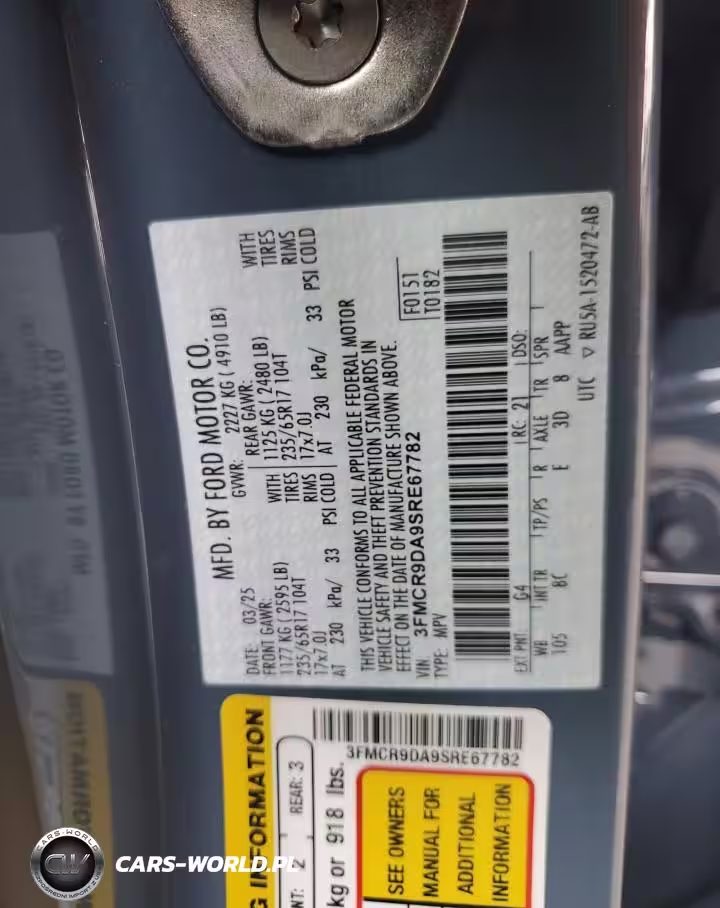 MFD. BY FORD MOTOR CO.
DATE: 03/25 GVWR: 2227 KG ( 4910 LB)
FRONT GAWR: REAR GAWR:
1177 KG ( 2595 LB) WITH 1125 KG ( 2480 LB) WITH
235/65R17 104T TIRES 235/65R17 104T TIRES
17x7.0J RIMS 17x7.0J RIMS
AT 230 kPa/ 33 PSI COLD AT 230 kPa/ 33 PSI COLD
THIS VEHICLE CONFORMS TO ALL APPLICABLE FEDERAL MOTOR
VEHICLE SAFETY AND THEFT PREVENTION STANDARDS IN
EFFECT ON THE DATE OF MANUFACTURE SHOWN ABOVE.
VIN: 3FMCR9DA9SRE67782
TYPE: MPV
F0151
T0182
EXT PNT: G4 RC: 21 DSO:
WB INT TR TP/PS R AXLE TR SPR
105 8C E 3D 8 AAPP
UTC ▽ RU5A-1520472-AB
G INFORMATION
NT: 2 REAR: 3
kg or 918 lbs.
3FMCR9DA9SRE67782
SEE OWNERS
MANUAL FOR
ADDITIONAL
INFORMATION
CARS-WORLD
CW
CARS-WORLD.PL